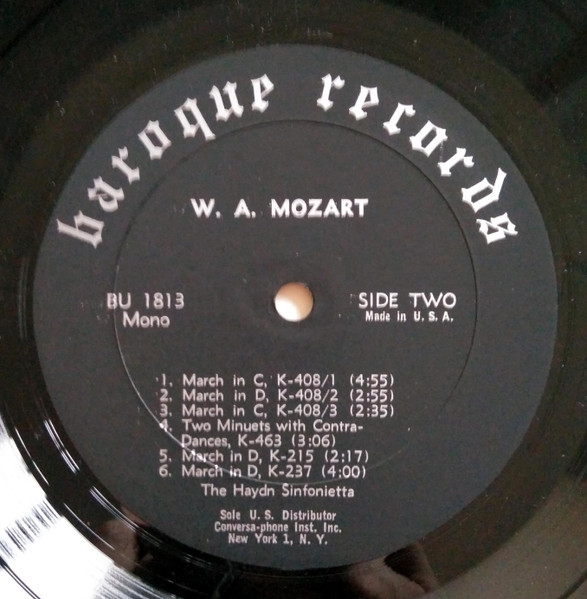 baroque records
W. A. MOZART
BU 1813
Mono
SIDE TWO
Made in U. S. A.
1. March in C, K-408/1 (4:55)
2. March in D, K-408/2 (2:55)
3. March in C, K-408/3 (2:35)
4. Two Minuets with Contra-
Dances, K-463 (3:06)
5. March in D, K-215 (2:17)
6. March in D, K-237 (4:00)
The Haydn Sinfonietta
Sole U. S. Distributor
Conversa-phone Inst. Inc.
New York 1, N. Y.